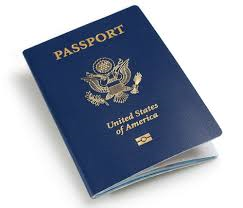 PASSPORT
United States
of America